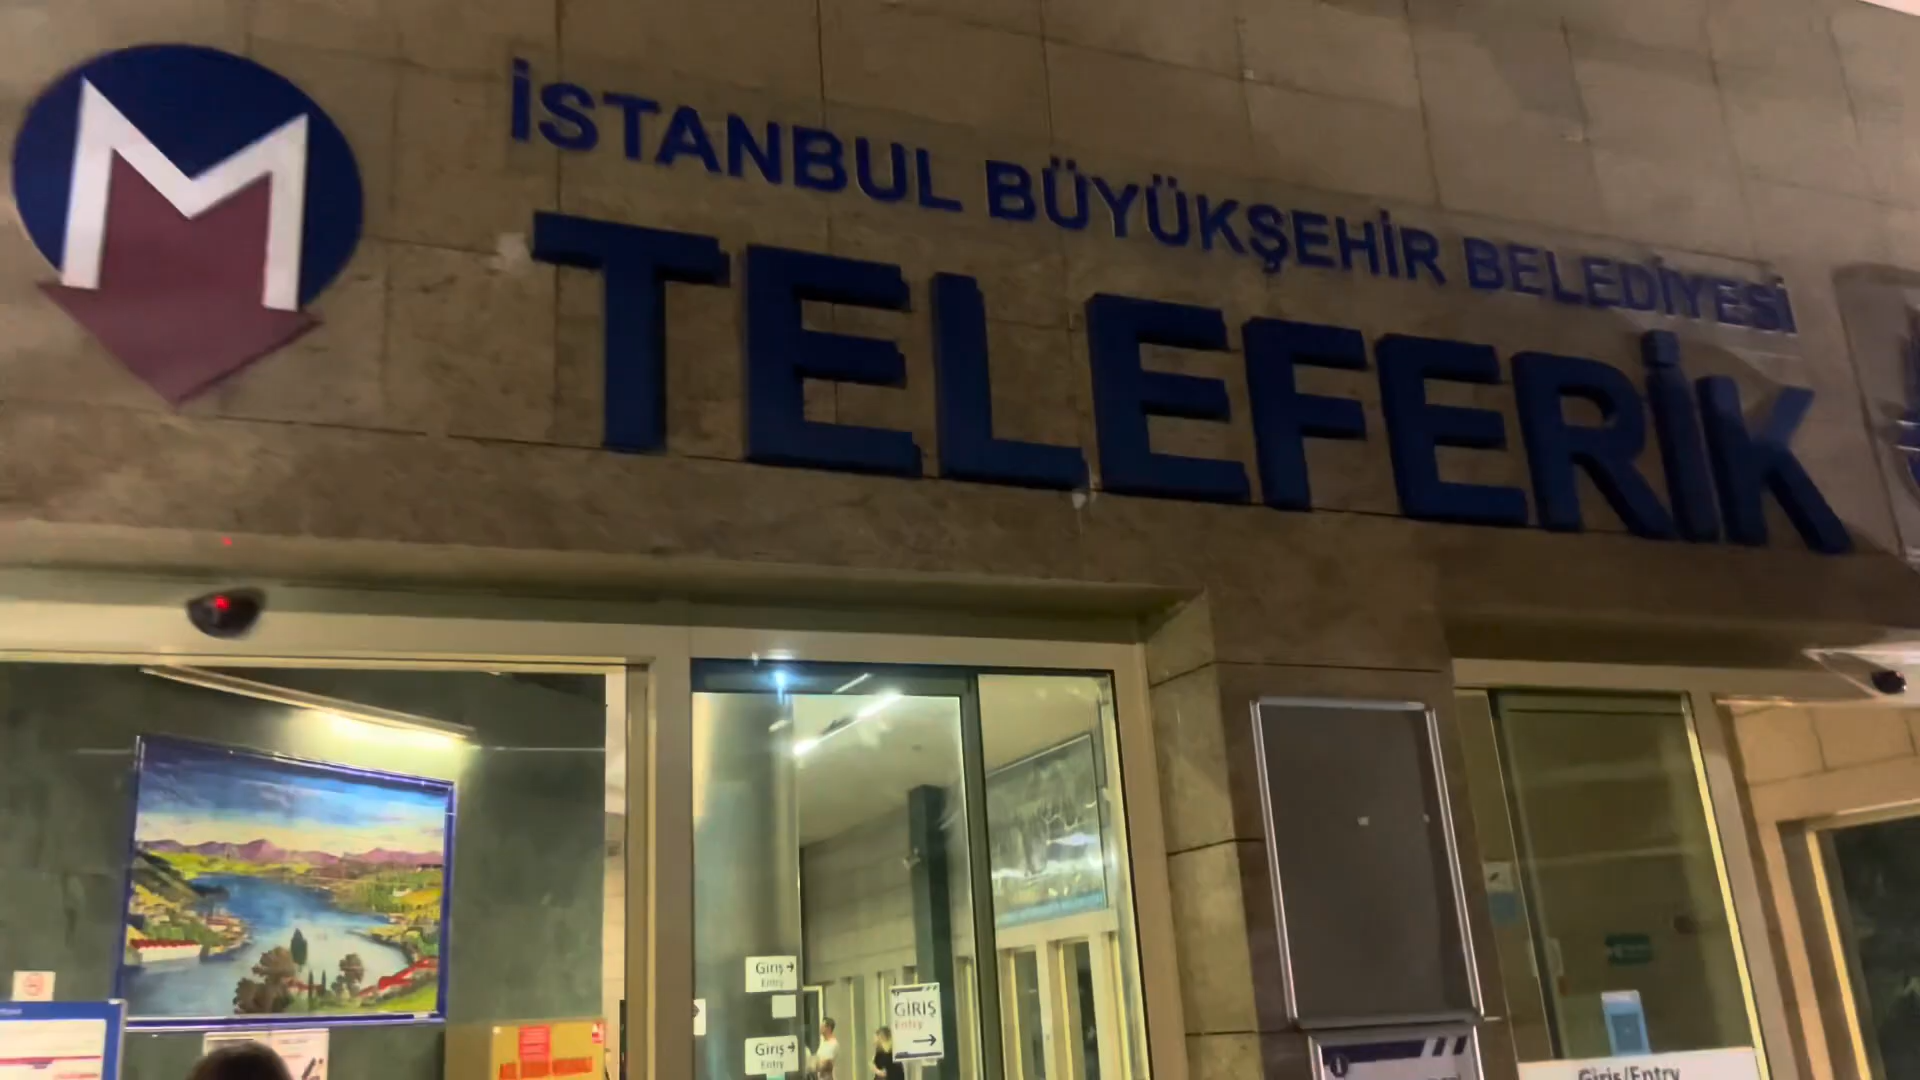 M
İSTANBUL BÜYÜKŞEHİR BELEDİYESİ
TELEFERİK
Giriş→
Entry
GİRİŞ
Entry
→
Giriş→
Entry
Giriş/Entry